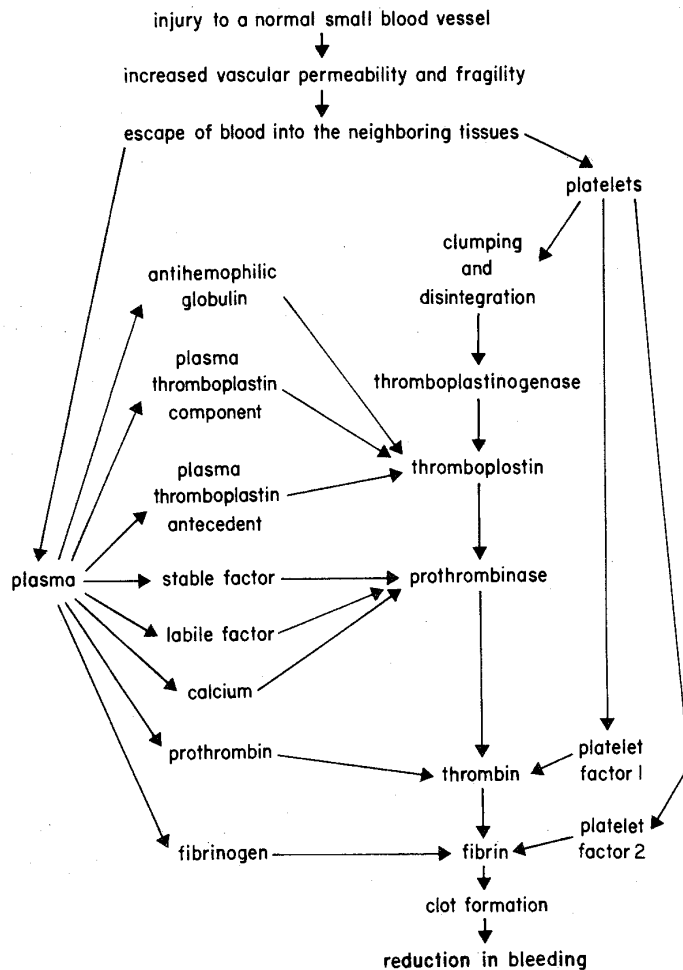 injury to a normal small blood vessel
increased vascular permeability and fragility
escape of blood into the neighboring tissues
platelets
clumping
and
disintegration
antihemophilic
globulin
plasma
thromboplastin
component
thromboplastinogenase
plasma
thromboplastin
antecedent
thromboplostin
plasma
stable factor
prothrombinase
labile factor
calcium
prothrombin
thrombin
platelet
factor 1
fibrinogen
fibrin
platelet
factor 2
clot formation
reduction in bleeding